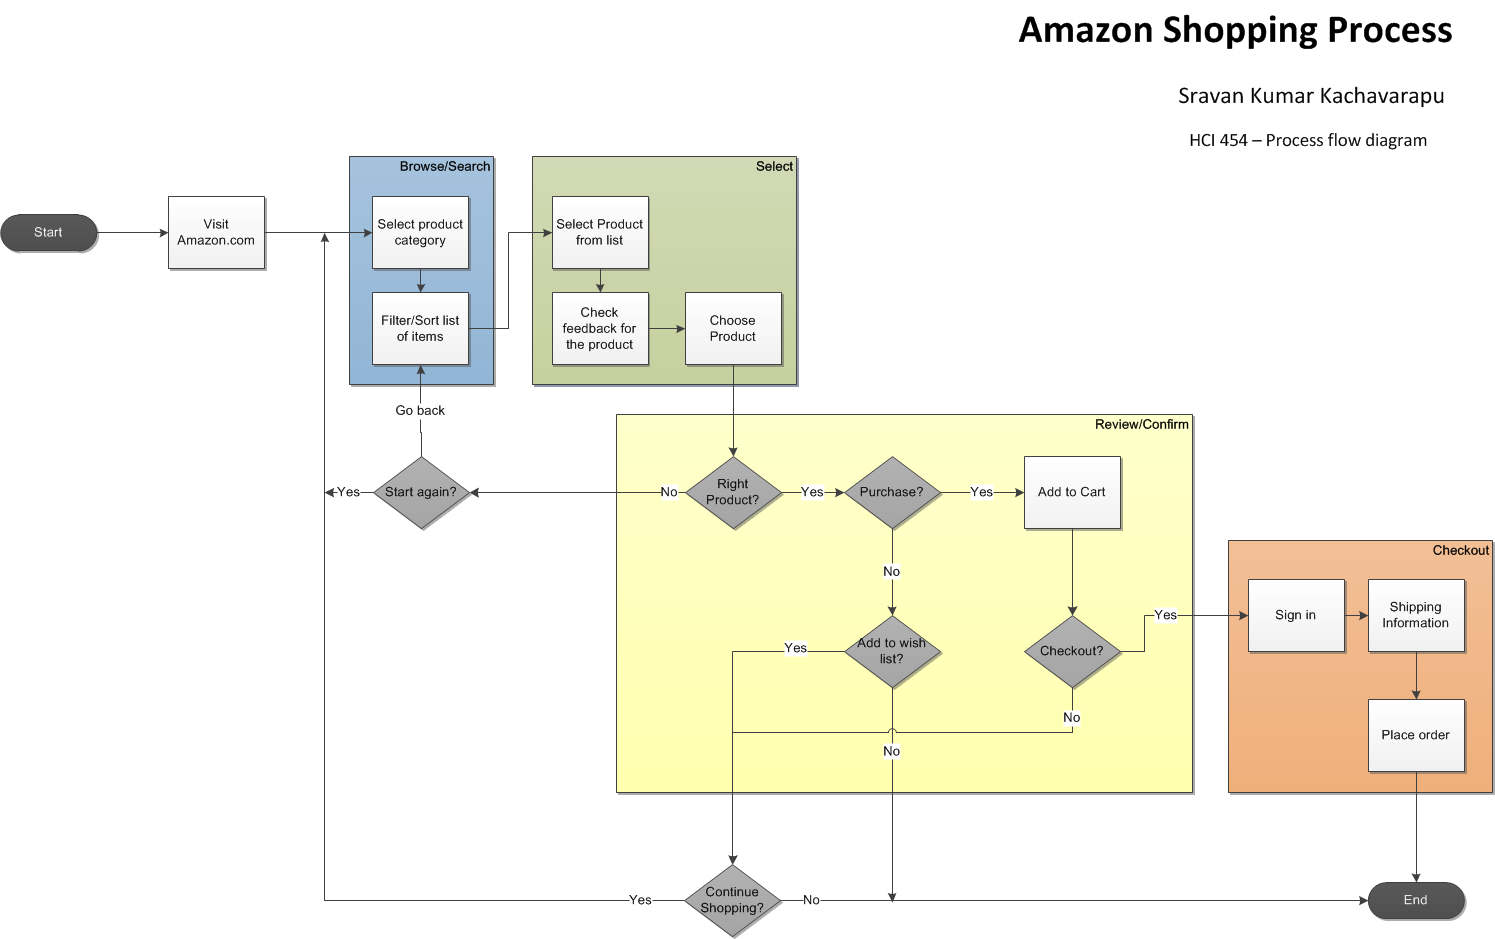 Amazon Shopping Process
Sravan Kumar Kachavarapu
HCI 454 – Process flow diagram
Browse/Search
Select
Start
Visit
Amazon.com
Select product
category
Select Product
from list
Filter/Sort list
of items
Check
feedback for
the product
Choose
Product
Go back
Review/Confirm
Yes
Start again?
No
Right
Product?
Yes
Purchase?
Yes
Add to Cart
No
Checkout
Yes
Sign in
Shipping
Information
Yes
Add to wish
list?
Checkout?
No
No
Place order
Yes
Continue
Shopping?
No
End